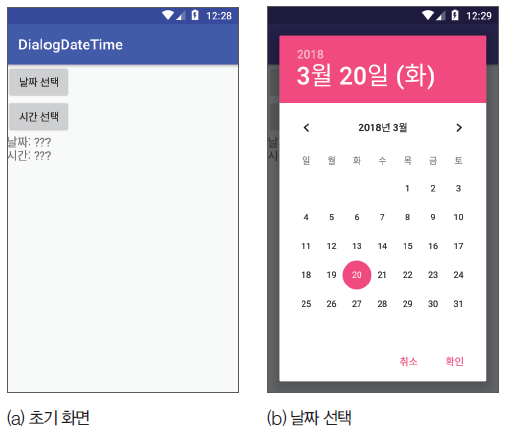 12:28
DialogDateTime
날짜 선택
시간 선택
날짜: ???
시간: ???
(a) 초기 화면
12:29
2018
3월 20일 (화)
2018년 3월
일 월 화 수 목 금 토
1 2 3
4 5 6 7 8 9 10
11 12 13 14 15 16 17
18 19 20 21 22 23 24
25 26 27 28 29 30 31
취소 확인
(b) 날짜 선택